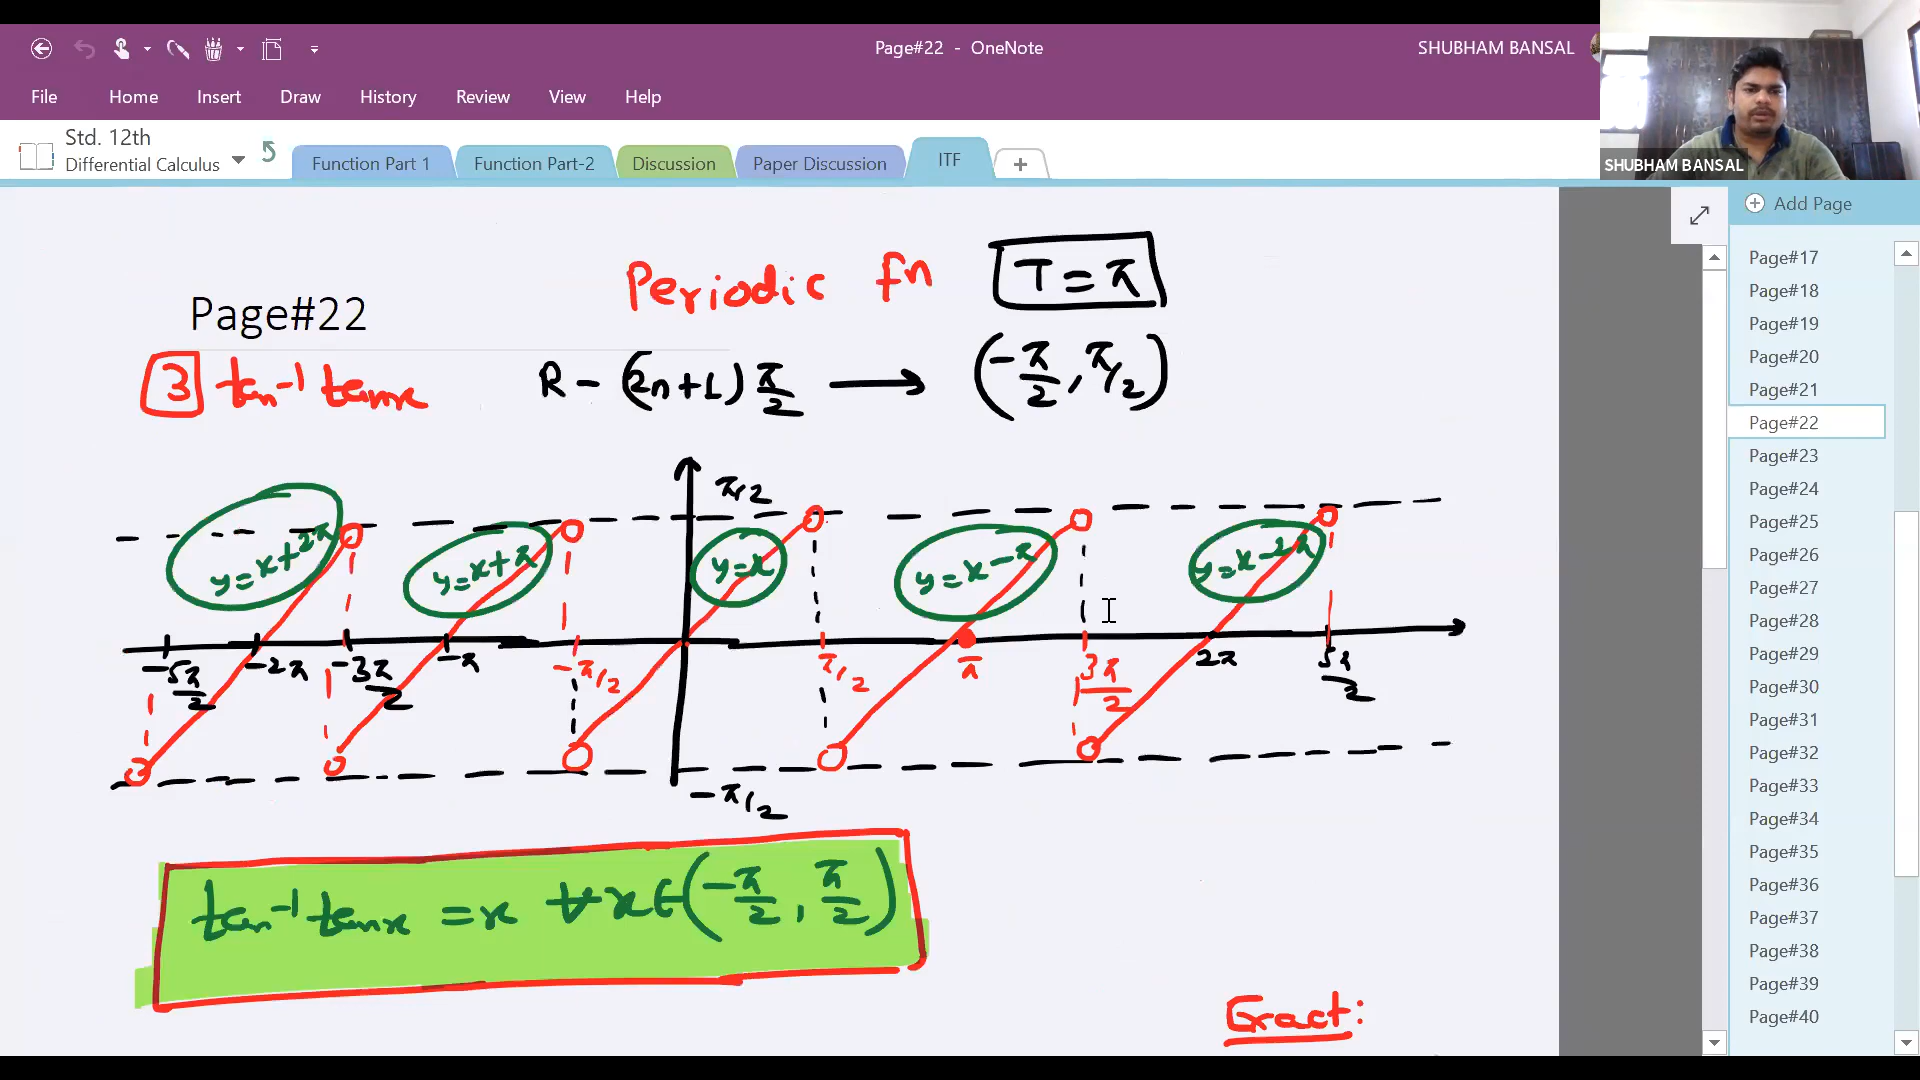 Page#22 - OneNote
SHUBHAM BANSAL
File Home Insert Draw History Review View Help
SHUBHAM BANSAL
Std. 12th
Differential Calculus
Function Part 1 Function Part-2 Discussion Paper Discussion ITF +
Add Page
Page#17
Page#18
Page#19
Page#20
Page#21
Page#22
Page#23
Page#24
Page#25
Page#26
Page#27
Page#28
Page#29
Page#30
Page#31
Page#32
Page#33
Page#34
Page#35
Page#36
Page#37
Page#38
Page#39
Page#40
Periodic fn T = π
Page#22
3 tan⁻¹ tanx R - (2n+1) π/2 → (-π/2, π/2)
π/2
y=x+2π y=x+π y=x y=x-π y=x-2π
-5π/2 -2π -3π/2 -π -π/2 π/2 π 3π/2 2π 5π/2
-π/2
tan⁻¹ tanx = x ∀ x ∈ (-π/2, π/2)
Exact: